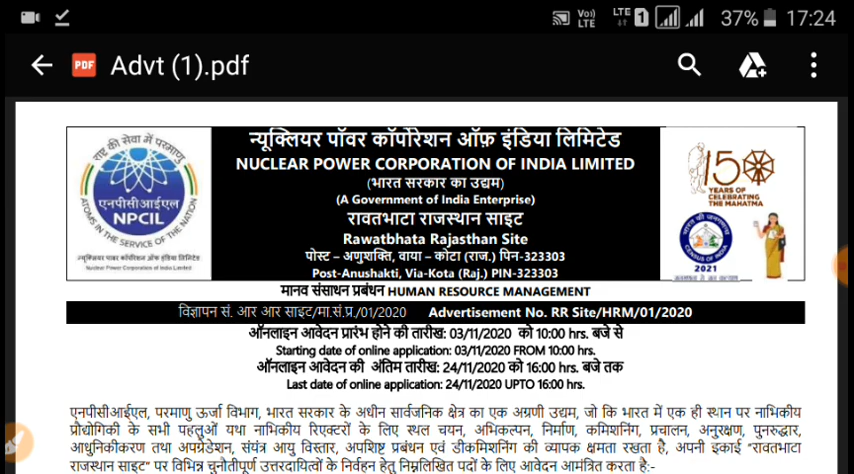 Vo)) LTE LTE 1 37% 17:24
PDF Advt (1).pdf
राष्ट्र की सेवा में परमाणु
एनपीसीआईएल
NPCIL
ATOMS IN THE SERVICE OF THE NATION
न्यूक्लियर पावर कॉर्पोरेशन ऑफ इंडिया लिमिटेड
Nuclear Power Corporation of India Limited
न्यूक्लियर पॉवर कॉर्पोरेशन ऑफ़ इंडिया लिमिटेड
NUCLEAR POWER CORPORATION OF INDIA LIMITED
(भारत सरकार का उद्यम)
(A Government of India Enterprise)
रावतभाटा राजस्थान साइट
Rawatbhata Rajasthan Site
पोस्ट – अणुशक्ति, वाया – कोटा (राज.) पिन-323303
Post-Anushakti, Via-Kota (Raj.) PIN-323303
150
YEARS OF
CELEBRATING
THE MAHATMA
भारत की जनगणना
CENSUS OF INDIA
2021
मानव संसाधन प्रबंधन HUMAN RESOURCE MANAGEMENT
विज्ञापन सं. आर आर साइट/मा.सं.प्र./01/2020 Advertisement No. RR Site/HRM/01/2020
ऑनलाइन आवेदन प्रारंभ होने की तारीख: 03/11/2020 को 10:00 hrs. बजे से
Starting date of online application: 03/11/2020 FROM 10:00 hrs.
ऑनलाइन आवेदन की अंतिम तारीख: 24/11/2020 को 16:00 hrs. बजे तक
Last date of online application: 24/11/2020 UPTO 16:00 hrs.
एनपीसीआईएल, परमाणु ऊर्जा विभाग, भारत सरकार के अधीन सार्वजनिक क्षेत्र का एक अग्रणी उद्यम, जो कि भारत में एक ही स्थान पर नाभिकीय
प्रौद्योगिकी के सभी पहलुओं यथा नाभिकीय रिएक्टरों के लिए स्थल चयन, अभिकल्पन, निर्माण, कमिशनिंग, प्रचालन, अनुरक्षण, पुनरुद्धार,
आधुनिकीकरण तथा अपग्रेडेशन, संयंत्र आयु विस्तार, अपशिष्ट प्रबंधन एवं डीकमिशनिंग की व्यापक क्षमता रखता है, अपनी इकाई "रावतभाटा
राजस्थान साइट" पर विभिन्न चुनौतीपूर्ण उत्तरदायित्वों के निर्वहन हेतु निम्नलिखित पदों के लिए आवेदन आमंत्रित करता है:-